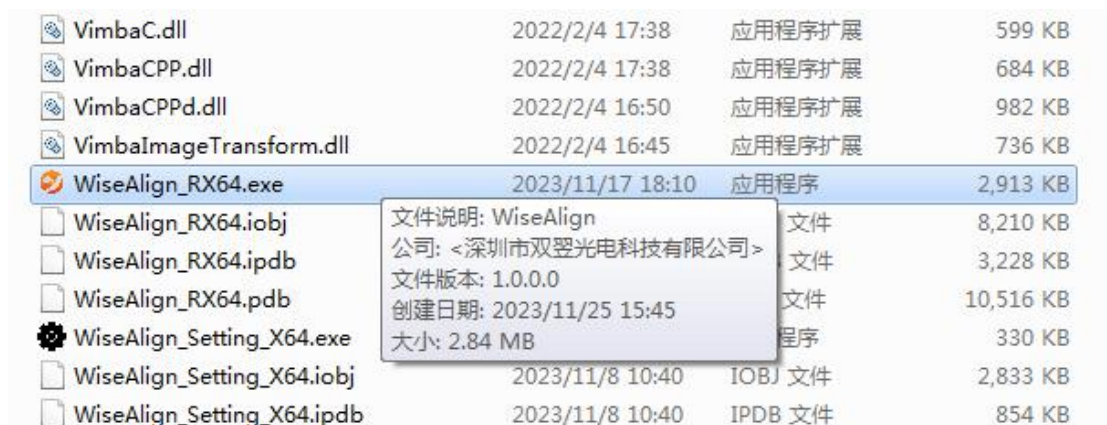 VimbaC.dll 2022/2/4 17:38 应用程序扩展 599 KB
VimbaCPP.dll 2022/2/4 17:38 应用程序扩展 684 KB
VimbaCPPd.dll 2022/2/4 16:50 应用程序扩展 982 KB
VimbaImageTransform.dll 2022/2/4 16:45 应用程序扩展 736 KB
WiseAlign_RX64.exe 2023/11/17 18:10 应用程序 2,913 KB
WiseAlign_RX64.iobj 文件 8,210 KB
WiseAlign_RX64.ipdb 文件 3,228 KB
WiseAlign_RX64.pdb 文件 10,516 KB
WiseAlign_Setting_X64.exe 程序 330 KB
WiseAlign_Setting_X64.iobj 2023/11/8 10:40 IOBJ 文件 2,833 KB
WiseAlign_Setting_X64.ipdb 2023/11/8 10:40 IPDB 文件 854 KB
文件说明: WiseAlign
公司: <深圳市双翌光电科技有限公司>
文件版本: 1.0.0.0
创建日期: 2023/11/25 15:45
大小: 2.84 MB